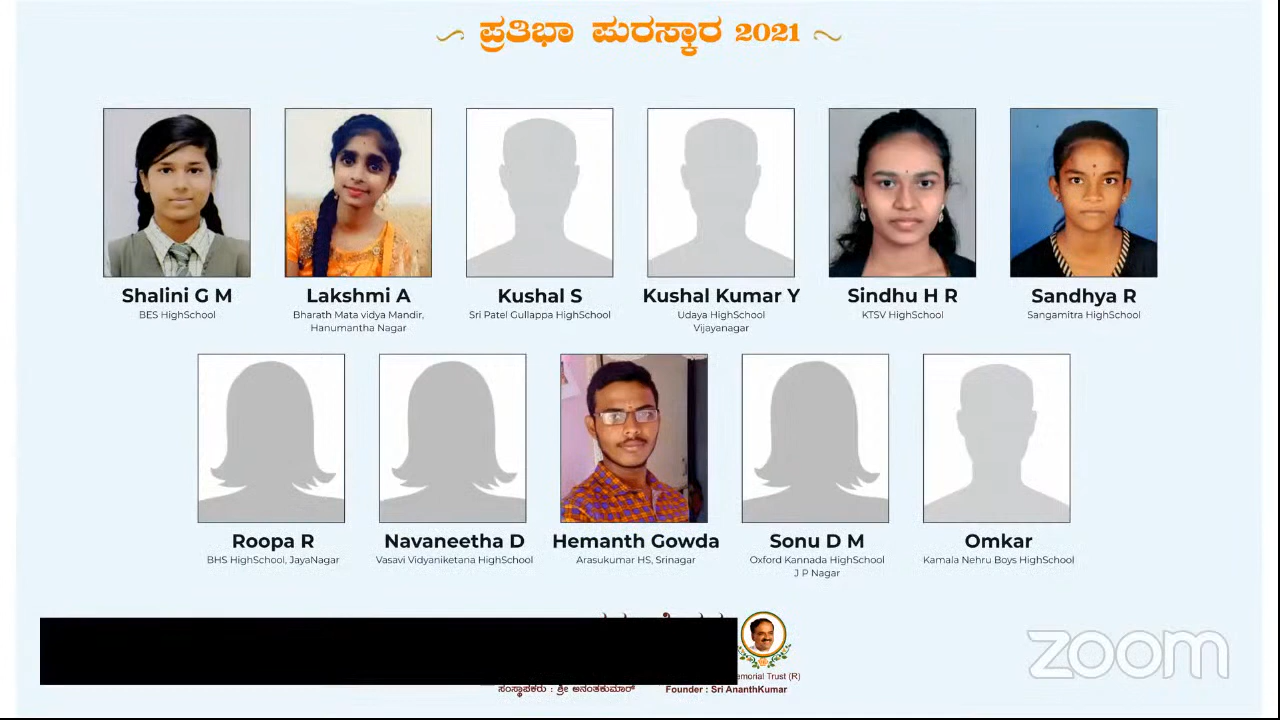 ಪ್ರತಿಭಾ ಪುರಸ್ಕಾರ 2021
Shalini G M
BES HighSchool
Lakshmi A
Bharath Mata vidya Mandir,
Hanumantha Nagar
Kushal S
Sri Patel Gullappa HighSchool
Kushal Kumar Y
Udaya HighSchool
Vijayanagar
Sindhu H R
KTSV HighSchool
Sandhya R
Sangamitra HighSchool
Roopa R
BHS HighSchool, JayaNagar
Navaneetha D
Vasavi Vidyaniketana HighSchool
Hemanth Gowda
Arasukumar HS, Srinagar
Sonu D M
Oxford Kannada HighSchool
J P Nagar
Omkar
Kamala Nehru Boys HighSchool
Trust (R)
ಸಂಸ್ಥಾಪಕರು : ಶ್ರೀ ಅನಂತಕುಮಾರ್
Founder : Sri AnanthKumar
zoom